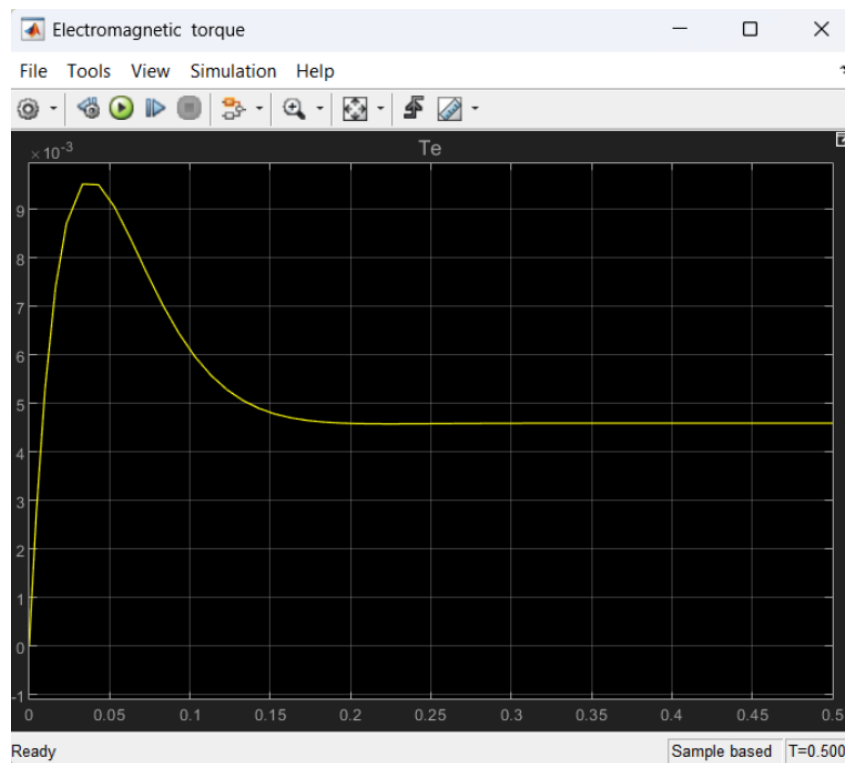 Electromagnetic torque
File Tools View Simulation Help
×10-3
Te
9
8
7
6
5
4
3
2
1
0
-1
0 0.05 0.1 0.15 0.2 0.25 0.3 0.35 0.4 0.45 0.5
Ready Sample based T=0.500